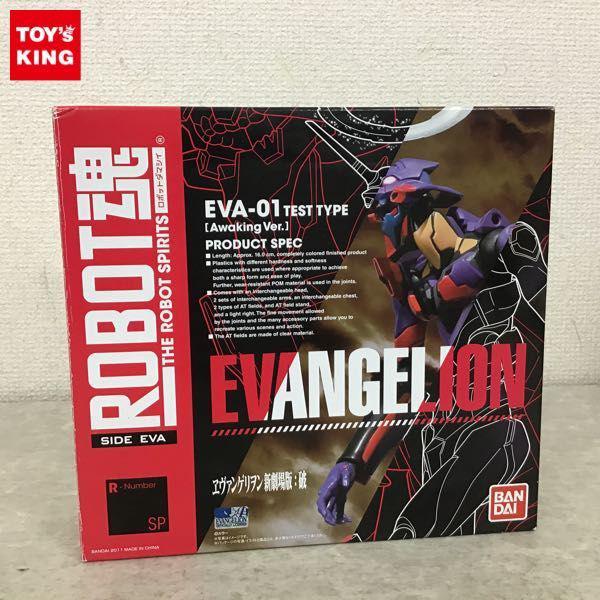 TOY'S
KING
ROBOT魂
THE ROBOT SPIRITS ロボットダマシイ®
SIDE EVA
R-Number
SP
BANDAI 2011 MADE IN CHINA
EVA-01 TEST TYPE
[Awaking Ver.]
PRODUCT SPEC
■ Length: Approx. 16.0 cm, completely colored finished product
■ Plastics with different hardness and softness
characteristics are used where appropriate to achieve
both a sharp form and ease of play.
Further, wear-resistant POM material is used in the joints.
■ Comes with an interchangeable head,
2 sets of interchangeable arms, an interchangeable chest,
2 types of AT fields, and AT field stand,
and a light right. The fine movement allowed
by the joints and the many accessory parts allow you to
recreate various scenes and action.
■ The AT fields are made of clear material.
EVANGELION
ヱヴァンゲリヲン新劇場版:破
EVANGELION
BAN
DAI